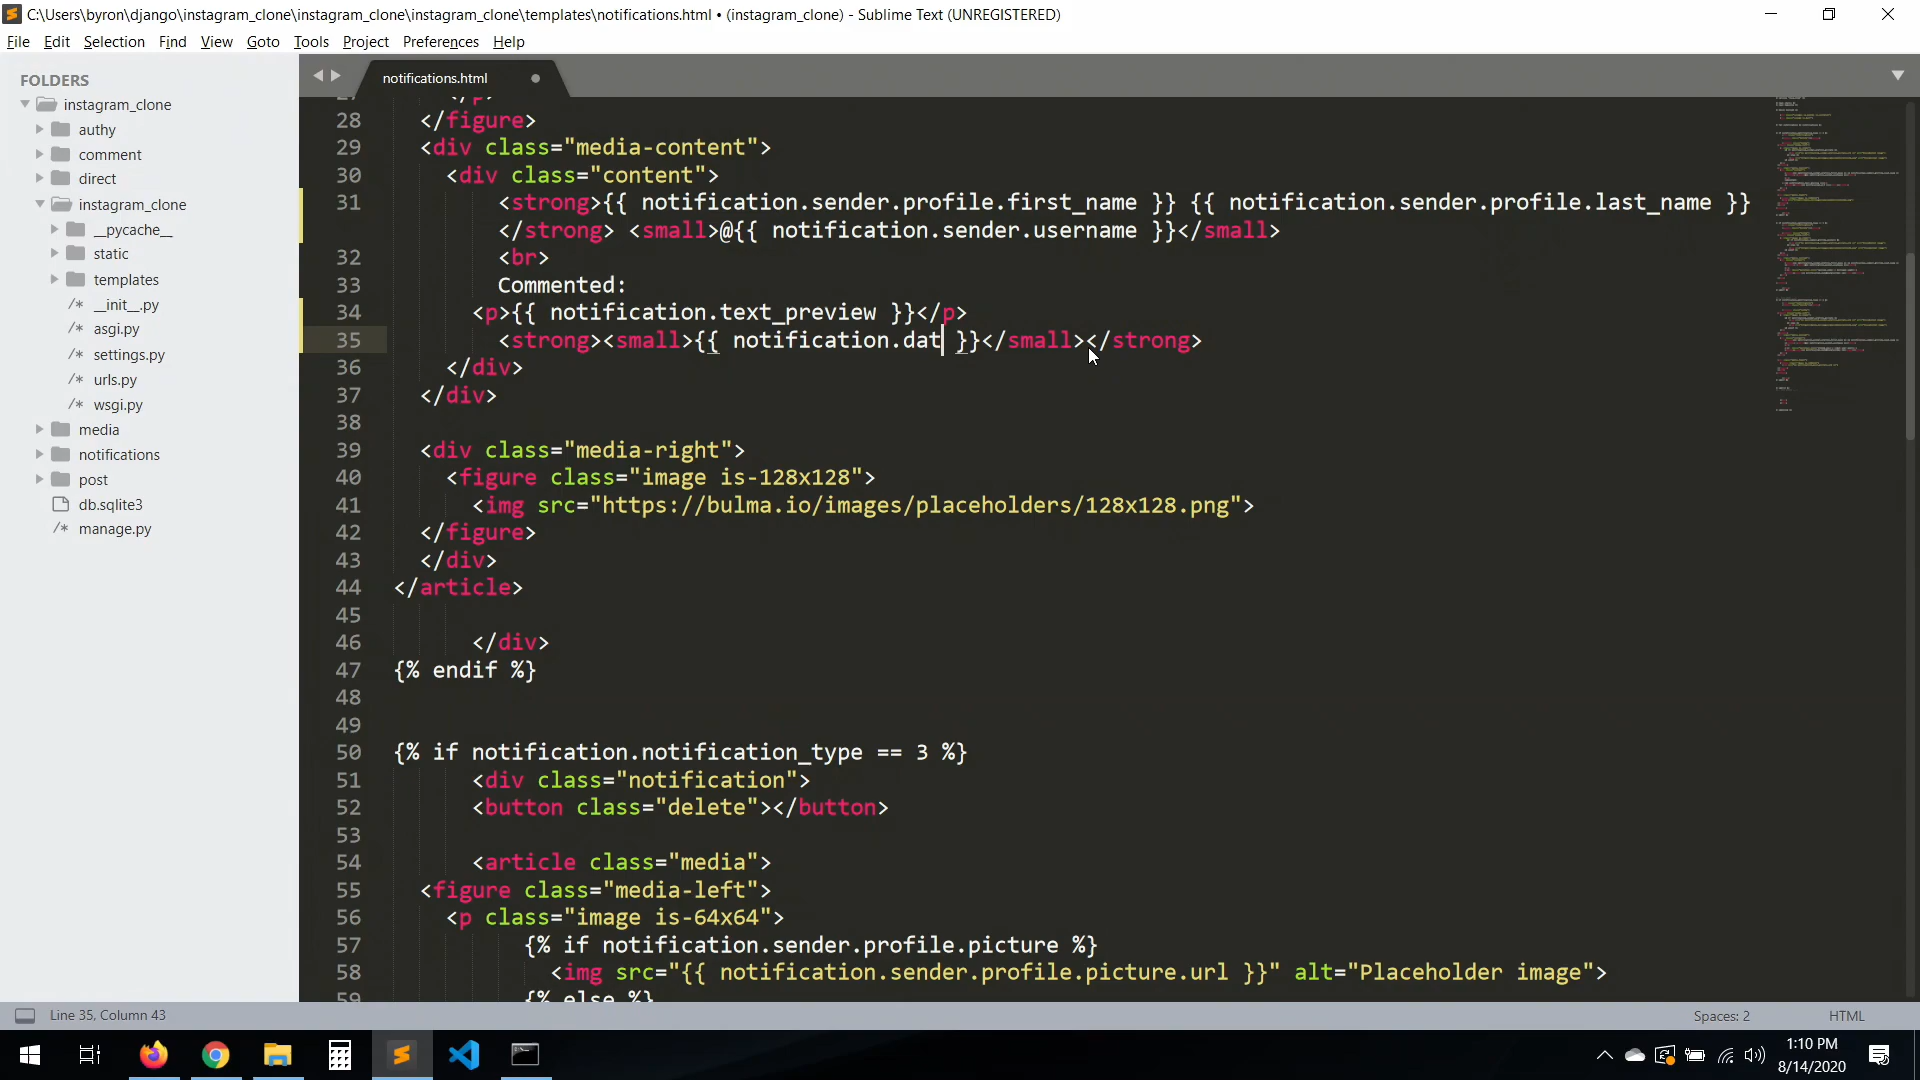 C:\Users\byron\django\instagram_clone\instagram_clone\instagram_clone\templates\notifications.html • (instagram_clone) - Sublime Text (UNREGISTERED)
File Edit Selection Find View Goto Tools Project Preferences Help
FOLDERS
instagram_clone
authy
comment
direct
instagram_clone
__pycache__
static
templates
/* __init__.py
/* asgi.py
/* settings.py
/* urls.py
/* wsgi.py
media
notifications
post
db.sqlite3
/* manage.py
notifications.html
27 </p>
28 </figure>
29 <div class="media-content">
30 <div class="content">
31 <strong>{{ notification.sender.profile.first_name }} {{ notification.sender.profile.last_name }}
</strong> <small>@{{ notification.sender.username }}</small>
32 <br>
33 Commented:
34 <p>{{ notification.text_preview }}</p>
35 <strong><small>{{ notification.dat }}</small></strong>
36 </div>
37 </div>
38
39 <div class="media-right">
40 <figure class="image is-128x128">
41 <img src="https://bulma.io/images/placeholders/128x128.png">
42 </figure>
43 </div>
44 </article>
45
46 </div>
47 {% endif %}
48
49
50 {% if notification.notification_type == 3 %}
51 <div class="notification">
52 <button class="delete"></button>
53
54 <article class="media">
55 <figure class="media-left">
56 <p class="image is-64x64">
57 {% if notification.sender.profile.picture %}
58 <img src="{{ notification.sender.profile.picture.url }}" alt="Placeholder image">
59 {% else %}
Line 35, Column 43
Spaces: 2
HTML
1:10 PM
8/14/2020